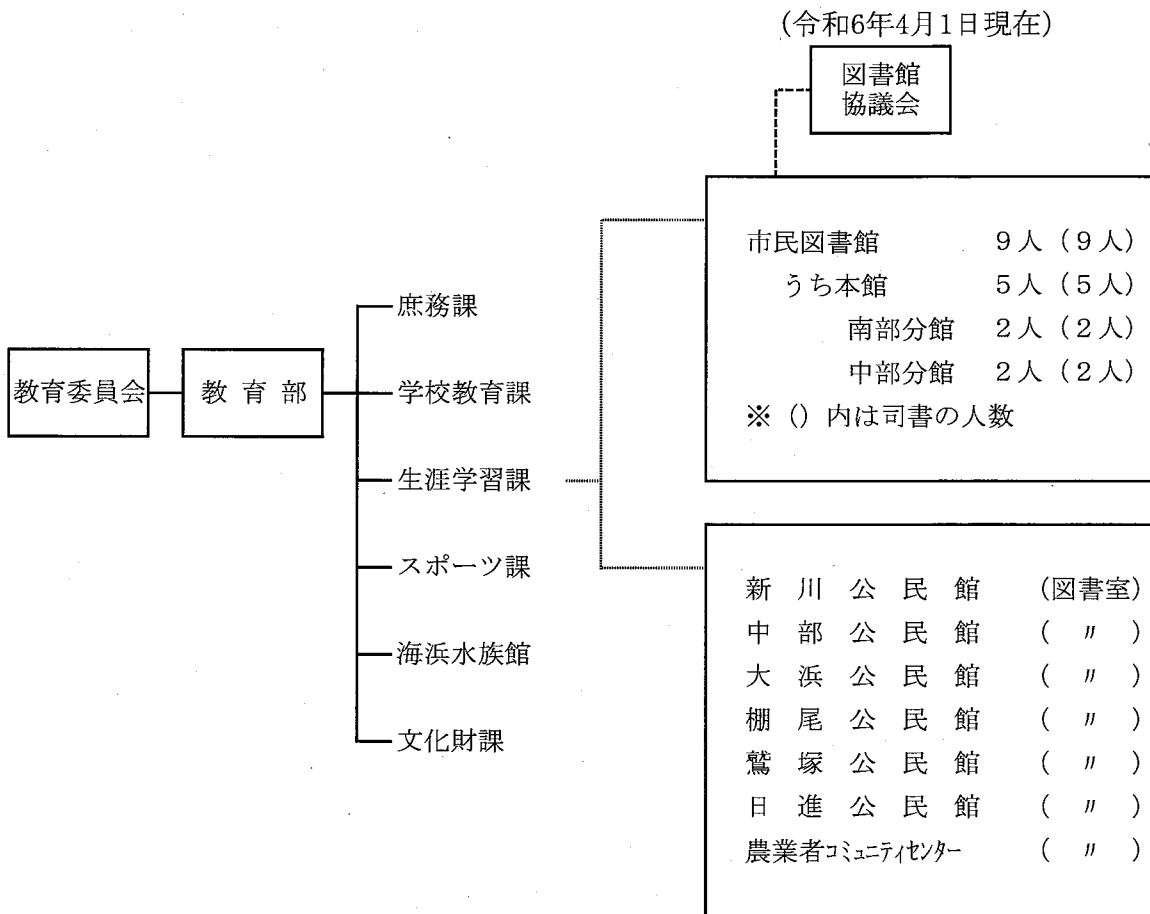 (令和6年4月1日現在)
図書館
協議会
市民図書館 9人（9人）
うち本館 5人（5人）
南部分館 2人（2人）
中部分館 2人（2人）
※（）内は司書の人数
教育委員会
教育部
庶務課
学校教育課
生涯学習課
スポーツ課
海浜水族館
文化財課
新川公民館 (図書室)
中部公民館 ( 〃 )
大浜公民館 ( 〃 )
棚尾公民館 ( 〃 )
鷲塚公民館 ( 〃 )
日進公民館 ( 〃 )
農業者コミュニティセンター ( 〃 )